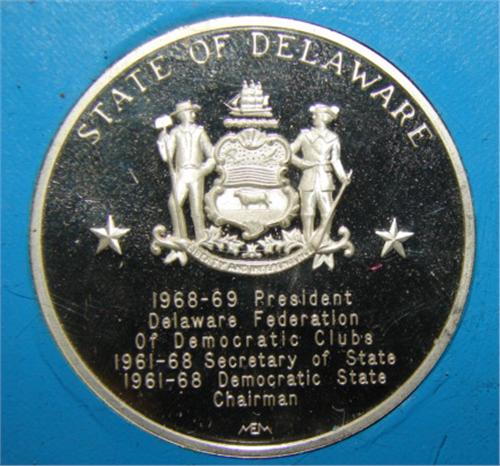 STATE OF DELAWARE
LIBERTY AND INDEPENDENCE
1968-69 President
Delaware Federation
Of Democratic Clubs
1961-68 Secretary of State
1961-68 Democratic State
Chairman
MEM